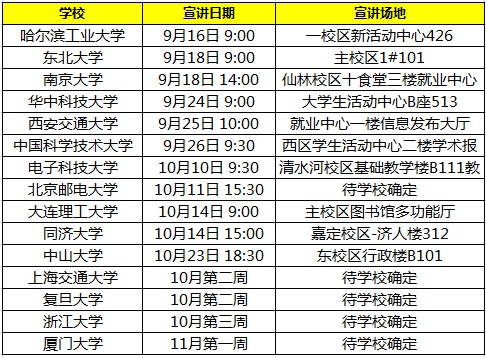 学校 宣讲日期 宣讲场地
哈尔滨工业大学 9月16日 9:00 一校区新活动中心426
东北大学 9月18日 9:00 主校区1#101
南京大学 9月18日 14:00 仙林校区十食堂三楼就业中心
华中科技大学 9月24日 9:00 大学生活动中心B座513
西安交通大学 9月25日 10:00 就业中心一楼信息发布大厅
中国科学技术大学 9月26日 9:30 西区学生活动中心二楼学术报
电子科技大学 10月10日 9:30 清水河校区基础教学楼B111教
北京邮电大学 10月11日 15:30 待学校确定
大连理工大学 10月14日 9:00 主校区图书馆多功能厅
同济大学 10月14日 15:00 嘉定校区-济人楼312
中山大学 10月23日 18:30 东校区行政楼B101
上海交通大学 10月第二周 待学校确定
复旦大学 10月第二周 待学校确定
浙江大学 10月第三周 待学校确定
厦门大学 11月第一周 待学校确定